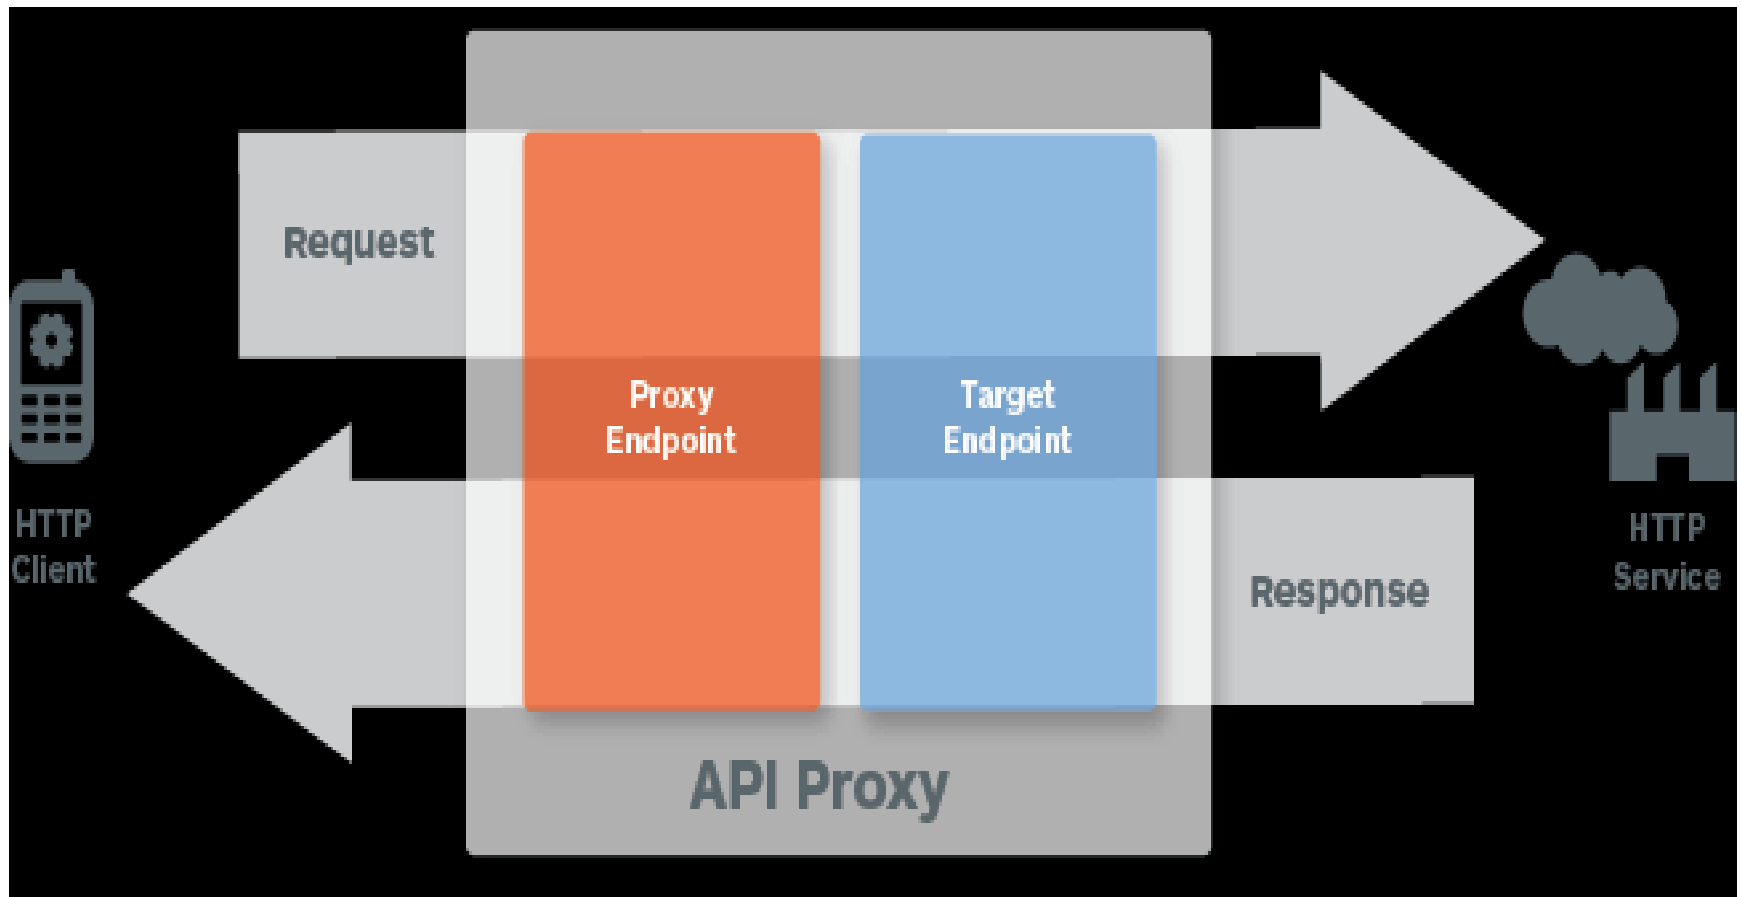 Request
Proxy
Endpoint
Target
Endpoint
HTTP
Client
HTTP
Service
Response
API Proxy